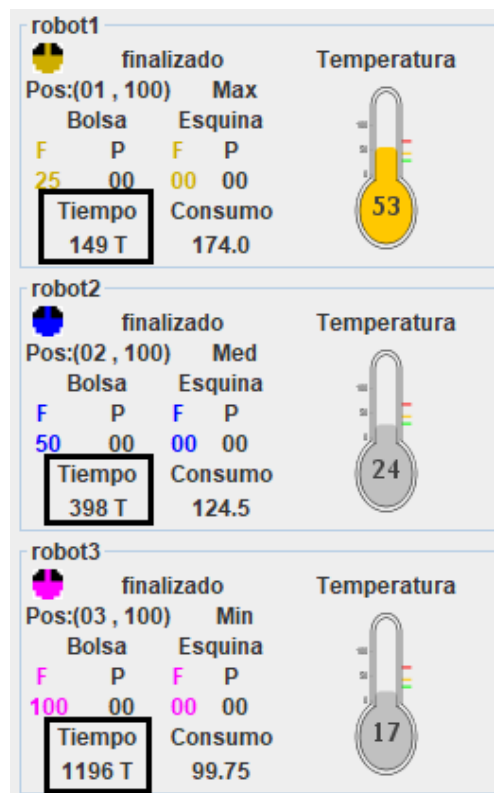 robot1
finalizado Temperatura
Pos:(01 , 100) Max
Bolsa Esquina
F P F P
25 00 00 00
Tiempo Consumo
149 T 174.0
53
robot2
finalizado Temperatura
Pos:(02 , 100) Med
Bolsa Esquina
F P F P
50 00 00 00
Tiempo Consumo
398 T 124.5
24
robot3
finalizado Temperatura
Pos:(03 , 100) Min
Bolsa Esquina
F P F P
100 00 00 00
Tiempo Consumo
1196 T 99.75
17